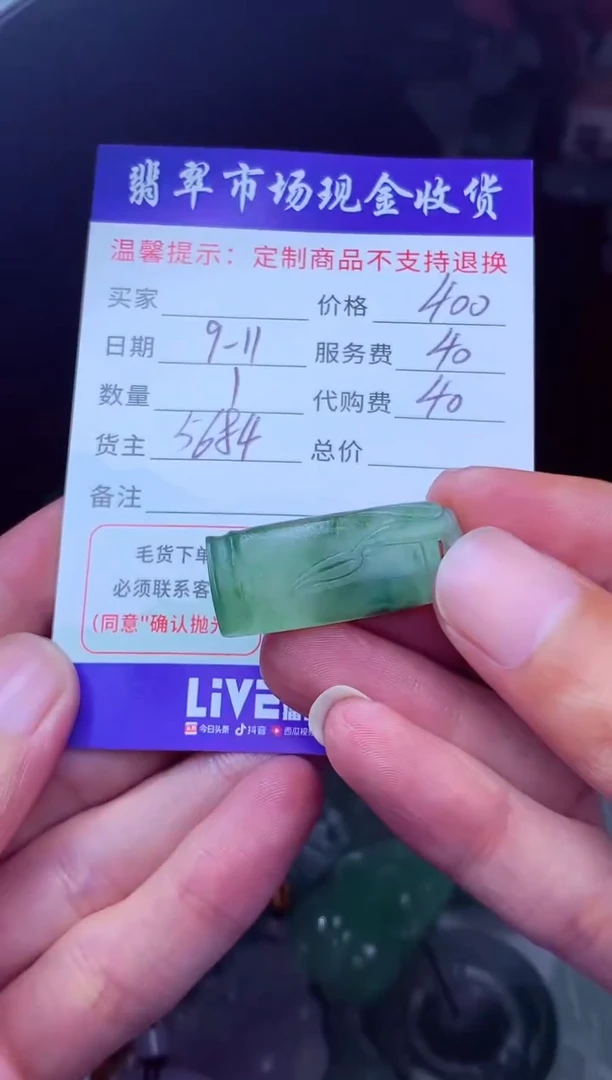 翡翠市场现金收货
温馨提示：定制商品不支持退换
买家 价格 400
日期 9-11 服务费 40
数量 1 代购费 40
货主 5684 总价
备注
毛货下单
必须联系客
(同意"确认抛光
LiVE
今日头条 抖音 西瓜视频